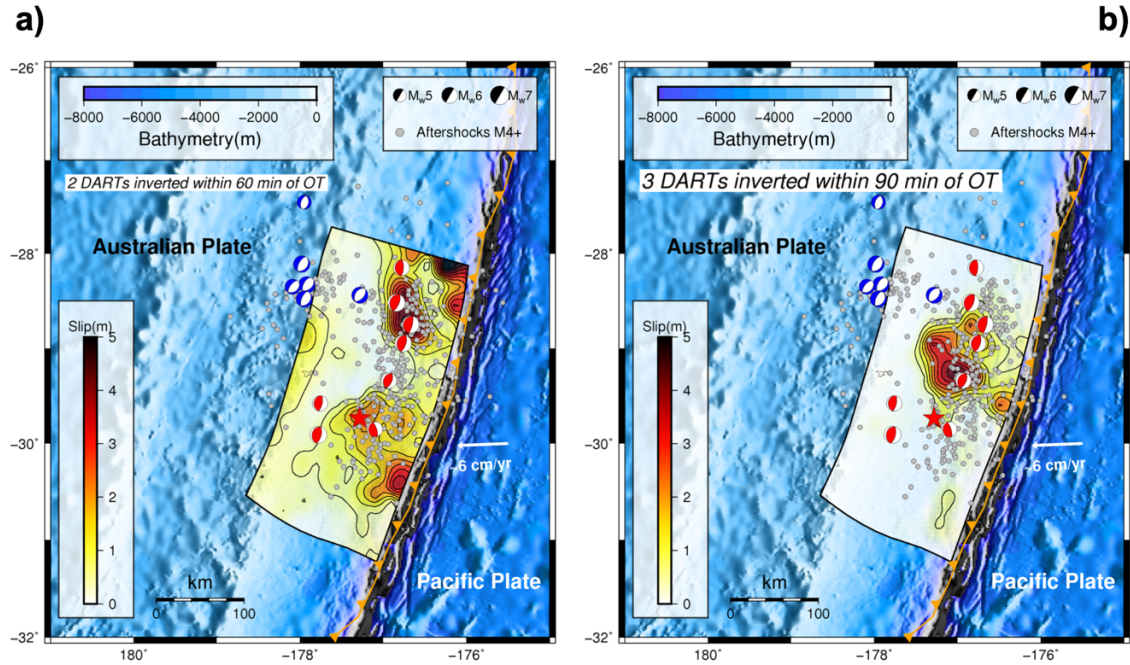 a)
b)
−26°
−28°
−30°
−32°
180°
−178°
−176°
−8000 −6000 −4000 −2000 0
Bathymetry(m)
Mw5 Mw6 Mw7
Aftershocks M4+
2 DARTs inverted within 60 min of OT
Australian Plate
Slip(m)
5
4
3
2
1
0
~6 cm/yr
km
0 100
Pacific Plate
−8000 −6000 −4000 −2000 0
Bathymetry(m)
Mw5 Mw6 Mw7
Aftershocks M4+
3 DARTs inverted within 90 min of OT
Australian Plate
Slip(m)
5
4
3
2
1
0
~6 cm/yr
km
0 100
Pacific Plate
−26°
−28°
−30°
−32°
180°
−178°
−176°